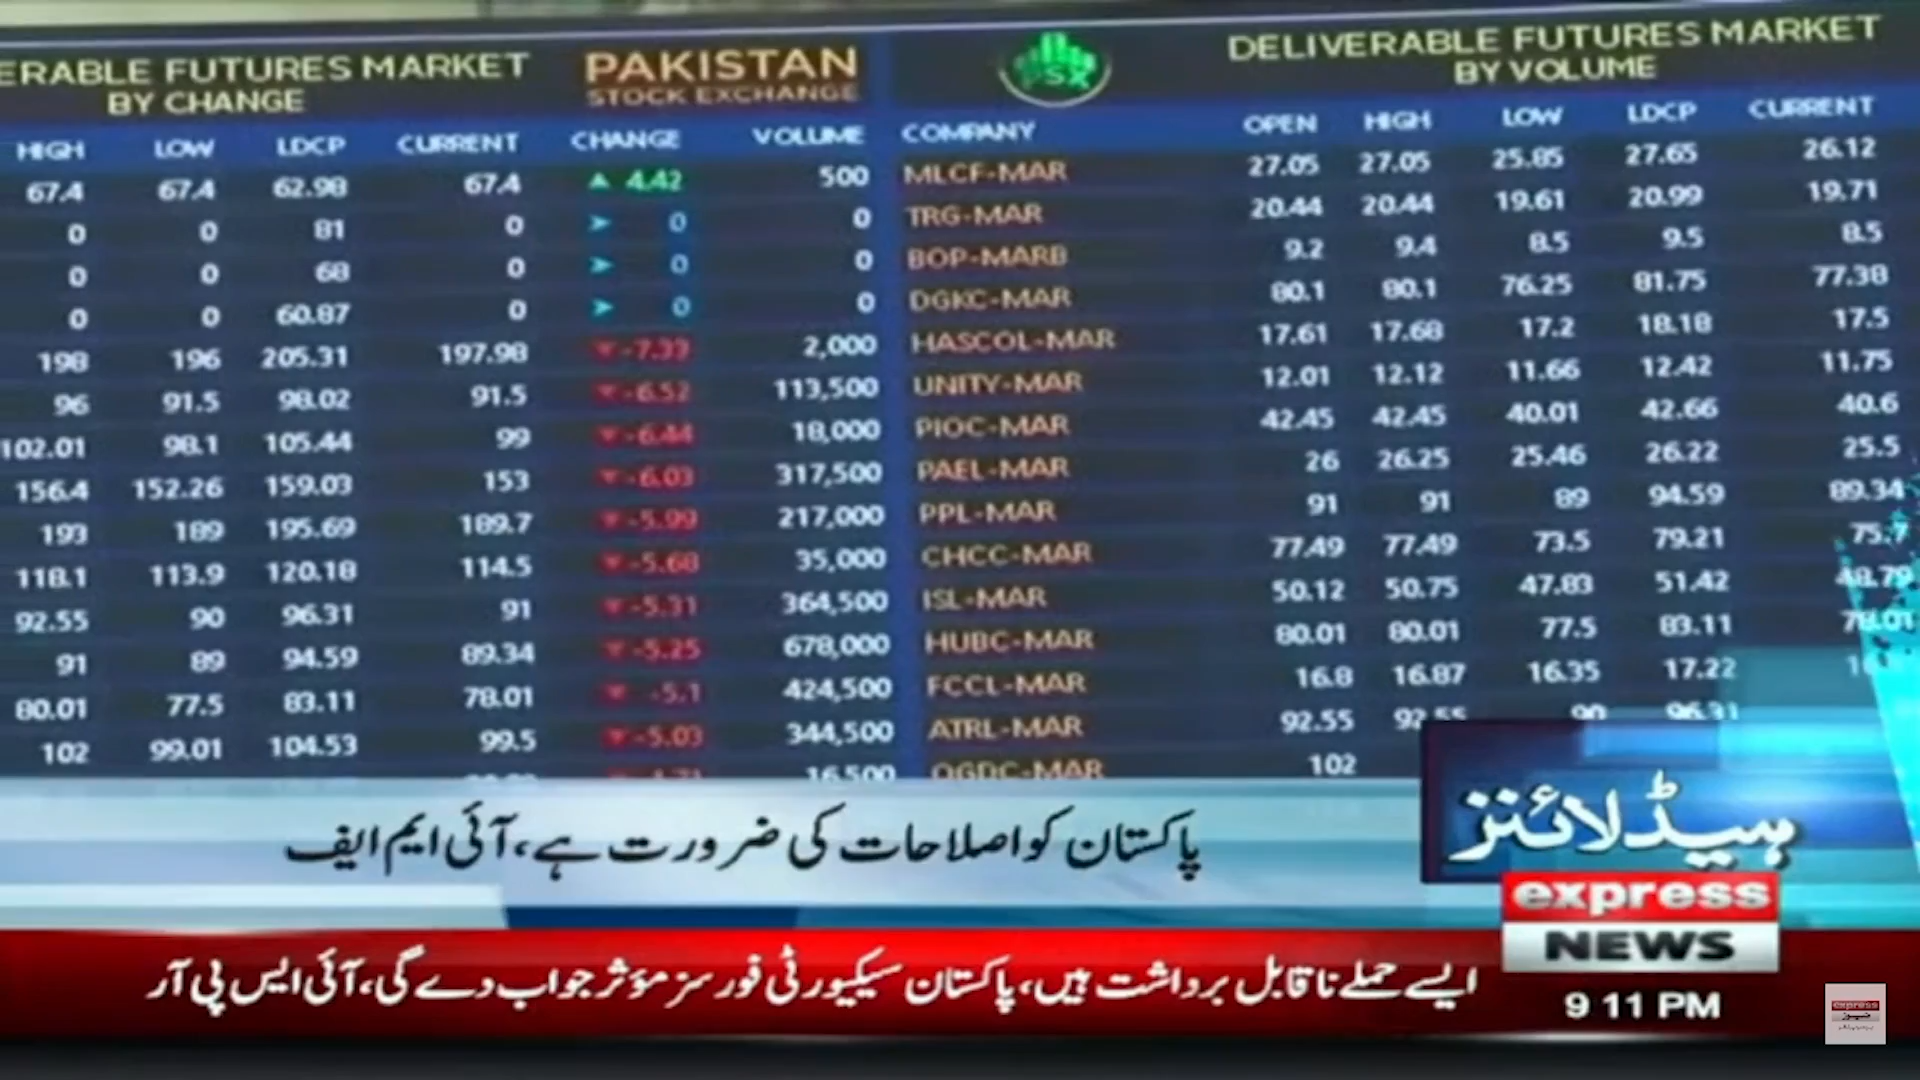 ERABLE FUTURES MARKET
BY CHANGE
PAKISTAN
STOCK EXCHANGE
PSX
DELIVERABLE FUTURES MARKET
BY VOLUME
HIGH LOW LDCP CURRENT CHANGE VOLUME COMPANY OPEN HIGH LOW LDCP CURRENT
67.4 67.4 62.98 67.4 4.42 500 MLCF-MAR 27.05 27.05 25.85 27.65 26.12
0 0 81 0 0 0 TRG-MAR 20.44 20.44 19.61 20.99 19.71
0 0 68 0 0 0 BOP-MARB 9.2 9.4 8.5 9.5 8.5
0 0 60.87 0 0 0 DGKC-MAR 80.1 80.1 76.25 81.75 77.38
198 196 205.31 197.98 -7.33 2,000 HASCOL-MAR 17.61 17.68 17.2 18.18 17.5
96 91.5 98.02 91.5 -6.52 113,500 UNITY-MAR 12.01 12.12 11.66 12.42 11.75
102.01 98.1 105.44 99 -6.44 18,000 PIOC-MAR 42.45 42.45 40.01 42.66 40.6
156.4 152.26 159.03 153 -6.03 317,500 PAEL-MAR 26 26.25 25.46 26.22 25.5
193 189 195.69 189.7 -5.99 217,000 PPL-MAR 91 91 89 94.59 89.34
118.1 113.9 120.18 114.5 -5.68 35,000 CHCC-MAR 77.49 77.49 73.5 79.21 75.7
92.55 90 96.31 91 -5.31 364,500 ISL-MAR 50.12 50.75 47.83 51.42 48.79
91 89 94.59 89.34 -5.25 678,000 HUBC-MAR 80.01 80.01 77.5 83.11 78.01
80.01 77.5 83.11 78.01 -5.1 424,500 FCCL-MAR 16.8 16.87 16.35 17.22
102 99.01 104.53 99.5 -5.03 344,500 ATRL-MAR 92.55 92.55 90 96.31
16,500 OGDC-MAR 102
ہیڈلائنز
پاکستان کو اصلاحات کی ضرورت ہے، آئی ایم ایف
express
NEWS
ایسے حملے ناقابل برداشت ہیں، پاکستان سیکیورٹی فورسز مؤثر جواب دے گی، آئی ایس پی آر
9 11 PM
express
نیوز